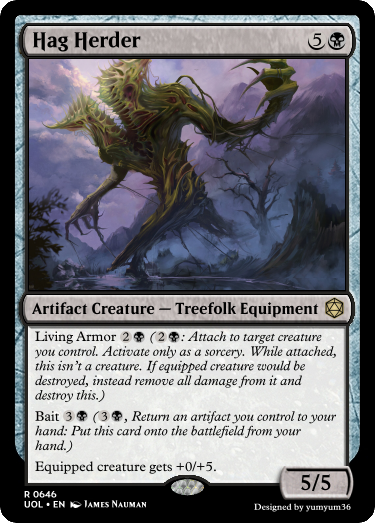 Hag Herder 5
Artifact Creature — Treefolk Equipment
Living Armor 2 (2: Attach to target creature
you control. Activate only as a sorcery. While attached,
this isn't a creature. If equipped creature would be
destroyed, instead remove all damage from it and
destroy this.)
Bait 3 (3, Return an artifact you control to your
hand: Put this card onto the battlefield from your
hand.)
Equipped creature gets +0/+5.
5/5
R 0646
UOL • EN James Nauman
Designed by yumyum36